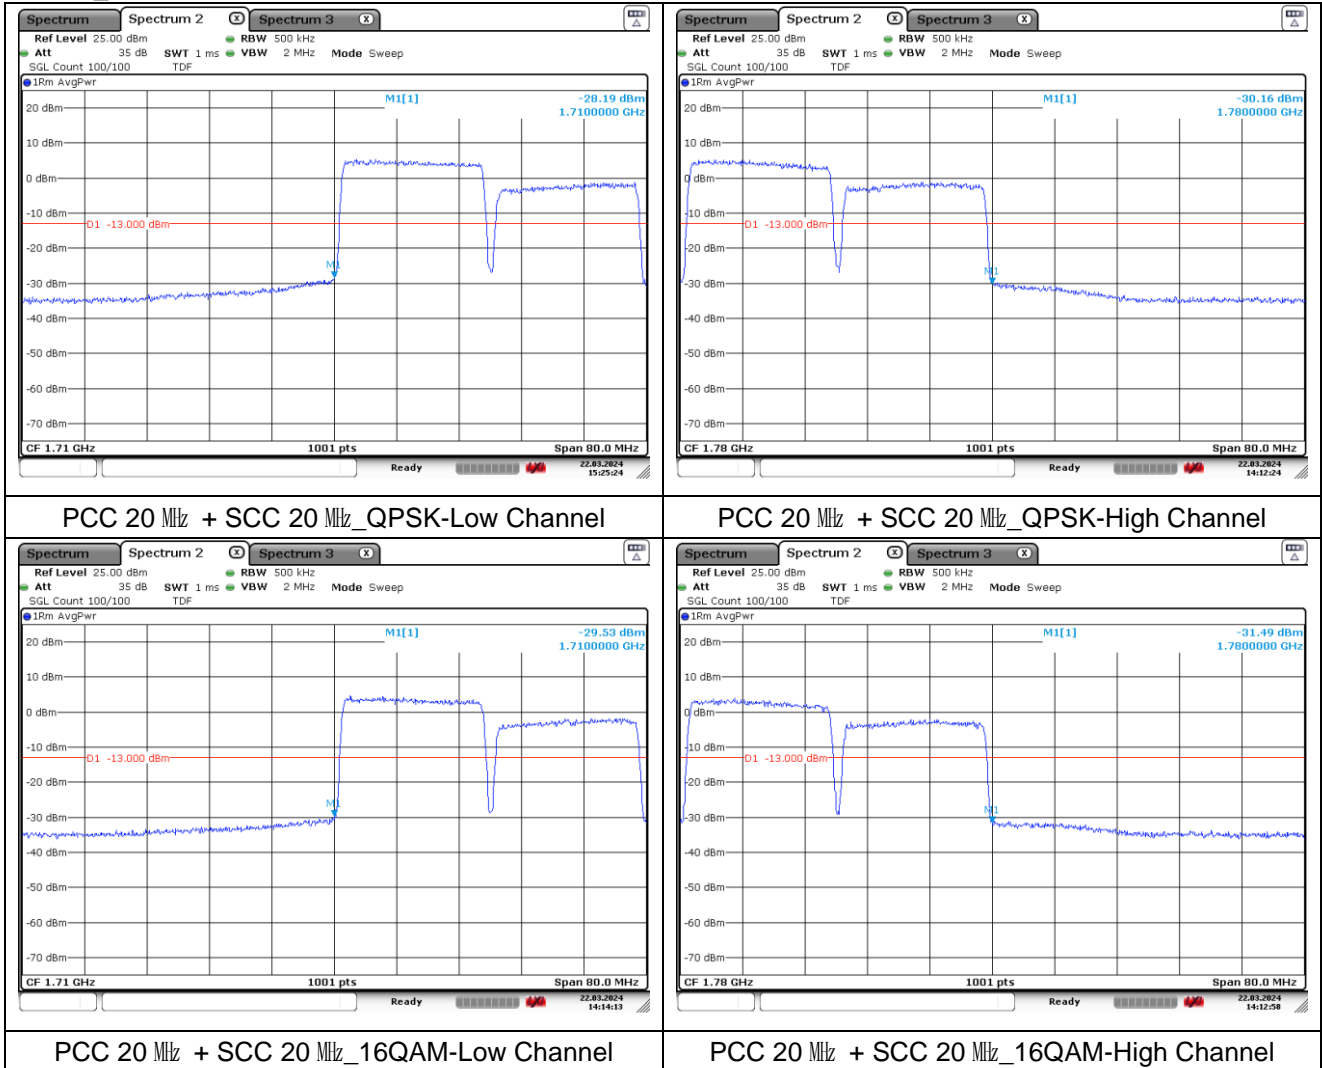 Spectrum Spectrum 2 X Spectrum 3 X
Ref Level 25.00 dBm RBW 500 kHz
Att 35 dB SWT 1 ms VBW 2 MHz Mode Sweep
SGL Count 100/100 TDF
1Rm AvgPwr
M1[1] -28.19 dBm
1.7100000 GHz
20 dBm
10 dBm
0 dBm
-10 dBm
D1 -13.000 dBm
-20 dBm
M1
-30 dBm
-40 dBm
-50 dBm
-60 dBm
-70 dBm
CF 1.71 GHz 1001 pts Span 80.0 MHz
Ready 22.03.2024
15:25:24
PCC 20 ㎒ + SCC 20 ㎒_QPSK-Low Channel
Spectrum Spectrum 2 X Spectrum 3 X
Ref Level 25.00 dBm RBW 500 kHz
Att 35 dB SWT 1 ms VBW 2 MHz Mode Sweep
SGL Count 100/100 TDF
1Rm AvgPwr
M1[1] -30.16 dBm
1.7800000 GHz
20 dBm
10 dBm
0 dBm
-10 dBm
D1 -13.000 dBm
-20 dBm
M1
-30 dBm
-40 dBm
-50 dBm
-60 dBm
-70 dBm
CF 1.78 GHz 1001 pts Span 80.0 MHz
Ready 22.03.2024
14:12:24
PCC 20 ㎒ + SCC 20 ㎒_QPSK-High Channel
Spectrum Spectrum 2 X Spectrum 3 X
Ref Level 25.00 dBm RBW 500 kHz
Att 35 dB SWT 1 ms VBW 2 MHz Mode Sweep
SGL Count 100/100 TDF
1Rm AvgPwr
M1[1] -29.53 dBm
1.7100000 GHz
20 dBm
10 dBm
0 dBm
-10 dBm
D1 -13.000 dBm
-20 dBm
M1
-30 dBm
-40 dBm
-50 dBm
-60 dBm
-70 dBm
CF 1.71 GHz 1001 pts Span 80.0 MHz
Ready 22.03.2024
14:14:13
PCC 20 ㎒ + SCC 20 ㎒_16QAM-Low Channel
Spectrum Spectrum 2 X Spectrum 3 X
Ref Level 25.00 dBm RBW 500 kHz
Att 35 dB SWT 1 ms VBW 2 MHz Mode Sweep
SGL Count 100/100 TDF
1Rm AvgPwr
M1[1] -31.49 dBm
1.7800000 GHz
20 dBm
10 dBm
0 dBm
-10 dBm
D1 -13.000 dBm
-20 dBm
M1
-30 dBm
-40 dBm
-50 dBm
-60 dBm
-70 dBm
CF 1.78 GHz 1001 pts Span 80.0 MHz
Ready 22.03.2024
14:12:58
PCC 20 ㎒ + SCC 20 ㎒_16QAM-High Channel